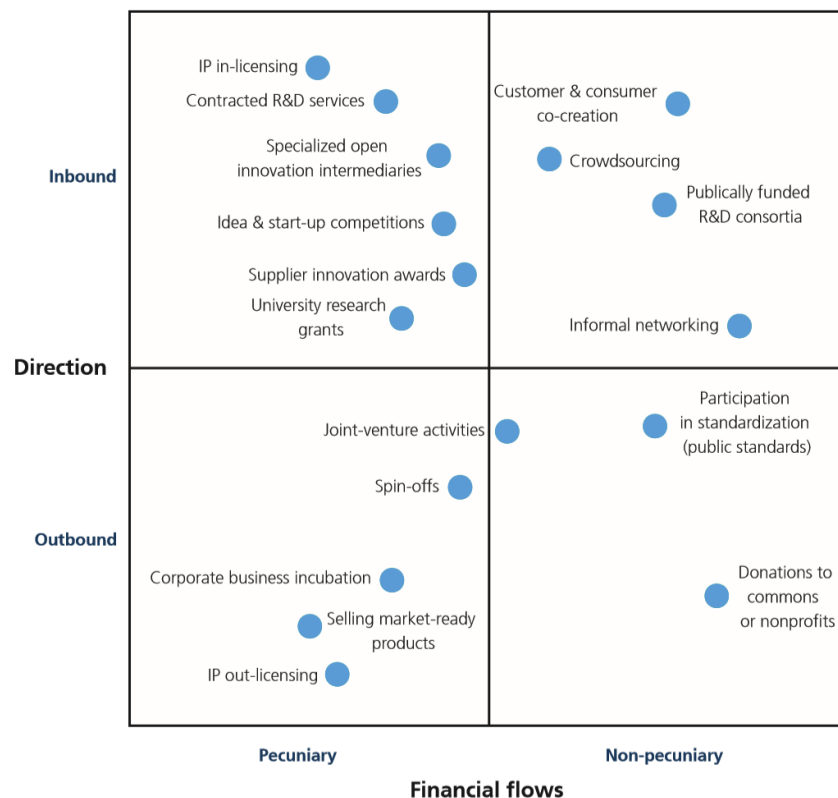 IP in-licensing
Contracted R&D services
Specialized open
innovation intermediaries
Idea & start-up competitions
Supplier innovation awards
University research
grants
Customer & consumer
co-creation
Crowdsourcing
Publically funded
R&D consortia
Informal networking
Inbound
Direction
Outbound
Joint-venture activities
Spin-offs
Corporate business incubation
Selling market-ready
products
IP out-licensing
Participation
in standardization
(public standards)
Donations to
commons
or nonprofits
Pecuniary
Non-pecuniary
Financial flows